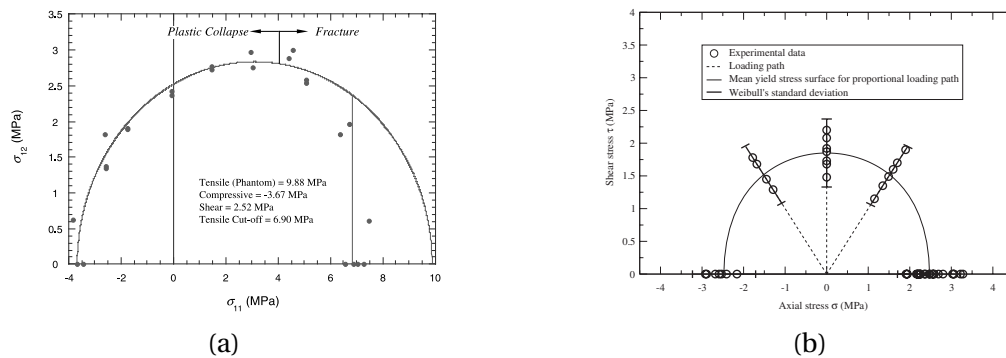 3.5
3
2.5
2
1.5
1
0.5
0
-4
-2
0
2
4
6
8
10
σ12 (MPa)
σ11 (MPa)
Plastic Collapse
Fracture
Tensile (Phantom) = 9.88 MPa
Compressive = -3.67 MPa
Shear = 2.52 MPa
Tensile Cut-off = 6.90 MPa
(a)
4
3.5
3
2.5
2
1.5
1
0.5
0
-4
-3
-2
-1
0
1
2
3
4
Shear stress τ (MPa)
Axial stress σ (MPa)
Experimental data
Loading path
Mean yield stress surface for proportional loading path
Weibull's standard deviation
(b)